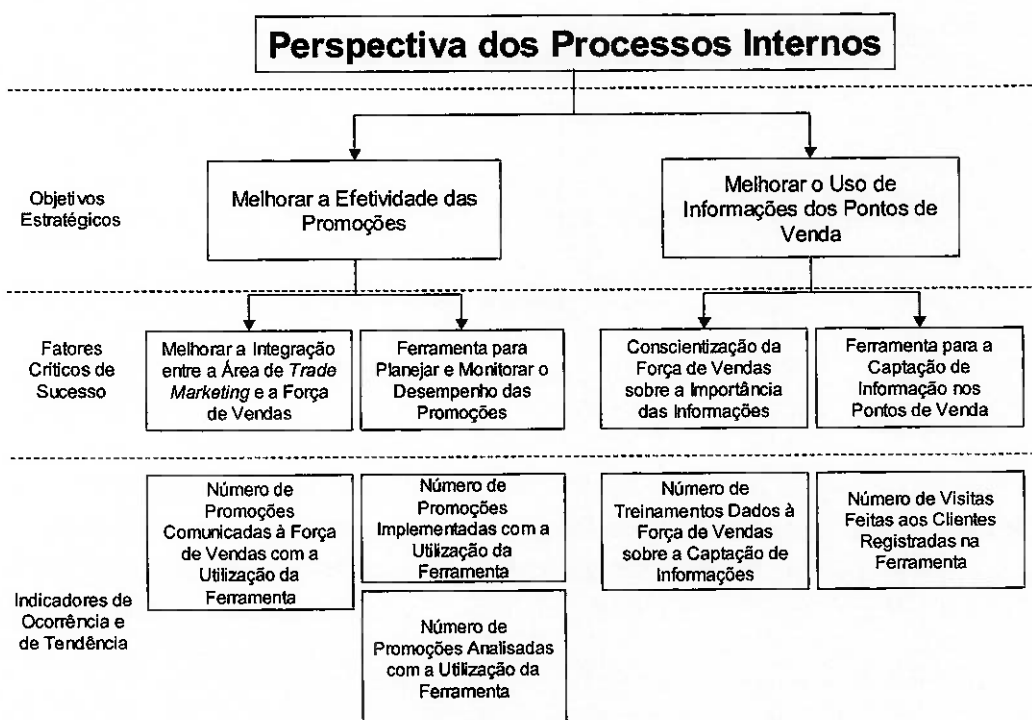 Perspectiva dos Processos Internos
Objetivos
Estratégicos
Melhorar a Efetividade das
Promoções
Melhorar o Uso de
Informações dos Pontos de
Venda
Fatores
Críticos de
Sucesso
Melhorar a Integração
entre a Área de Trade
Marketing e a Força
de Vendas
Ferramenta para
Planejar e Monitorar o
Desempenho das
Promoções
Conscientização da
Força de Vendas
sobre a Importância
das Informações
Ferramenta para a
Captação de
Informação nos
Pontos de Venda
Indicadores de
Ocorrência e
de Tendência
Número de
Promoções
Comunicadas à Força
de Vendas com a
Utilização da
Ferramenta
Número de
Promoções
Implementadas com a
Utilização da
Ferramenta
Número de
Promoções Analisadas
com a Utilização da
Ferramenta
Número de
Treinamentos Dados à
Força de Vendas
sobre a Captação de
Informações
Número de Visitas
Feitas aos Clientes
Registradas na
Ferramenta